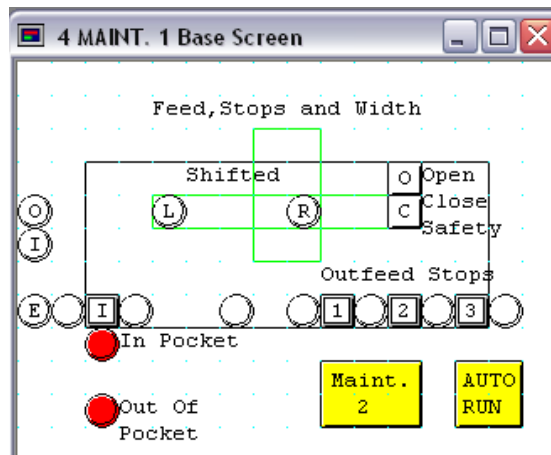 4 MAINT. 1 Base Screen
Feed,Stops and Width
Shifted
O Open
L R C Close
O
I
Safety
Outfeed Stops
E I 1 2 3
In Pocket
Maint. 2
AUTO RUN
Out Of
Pocket